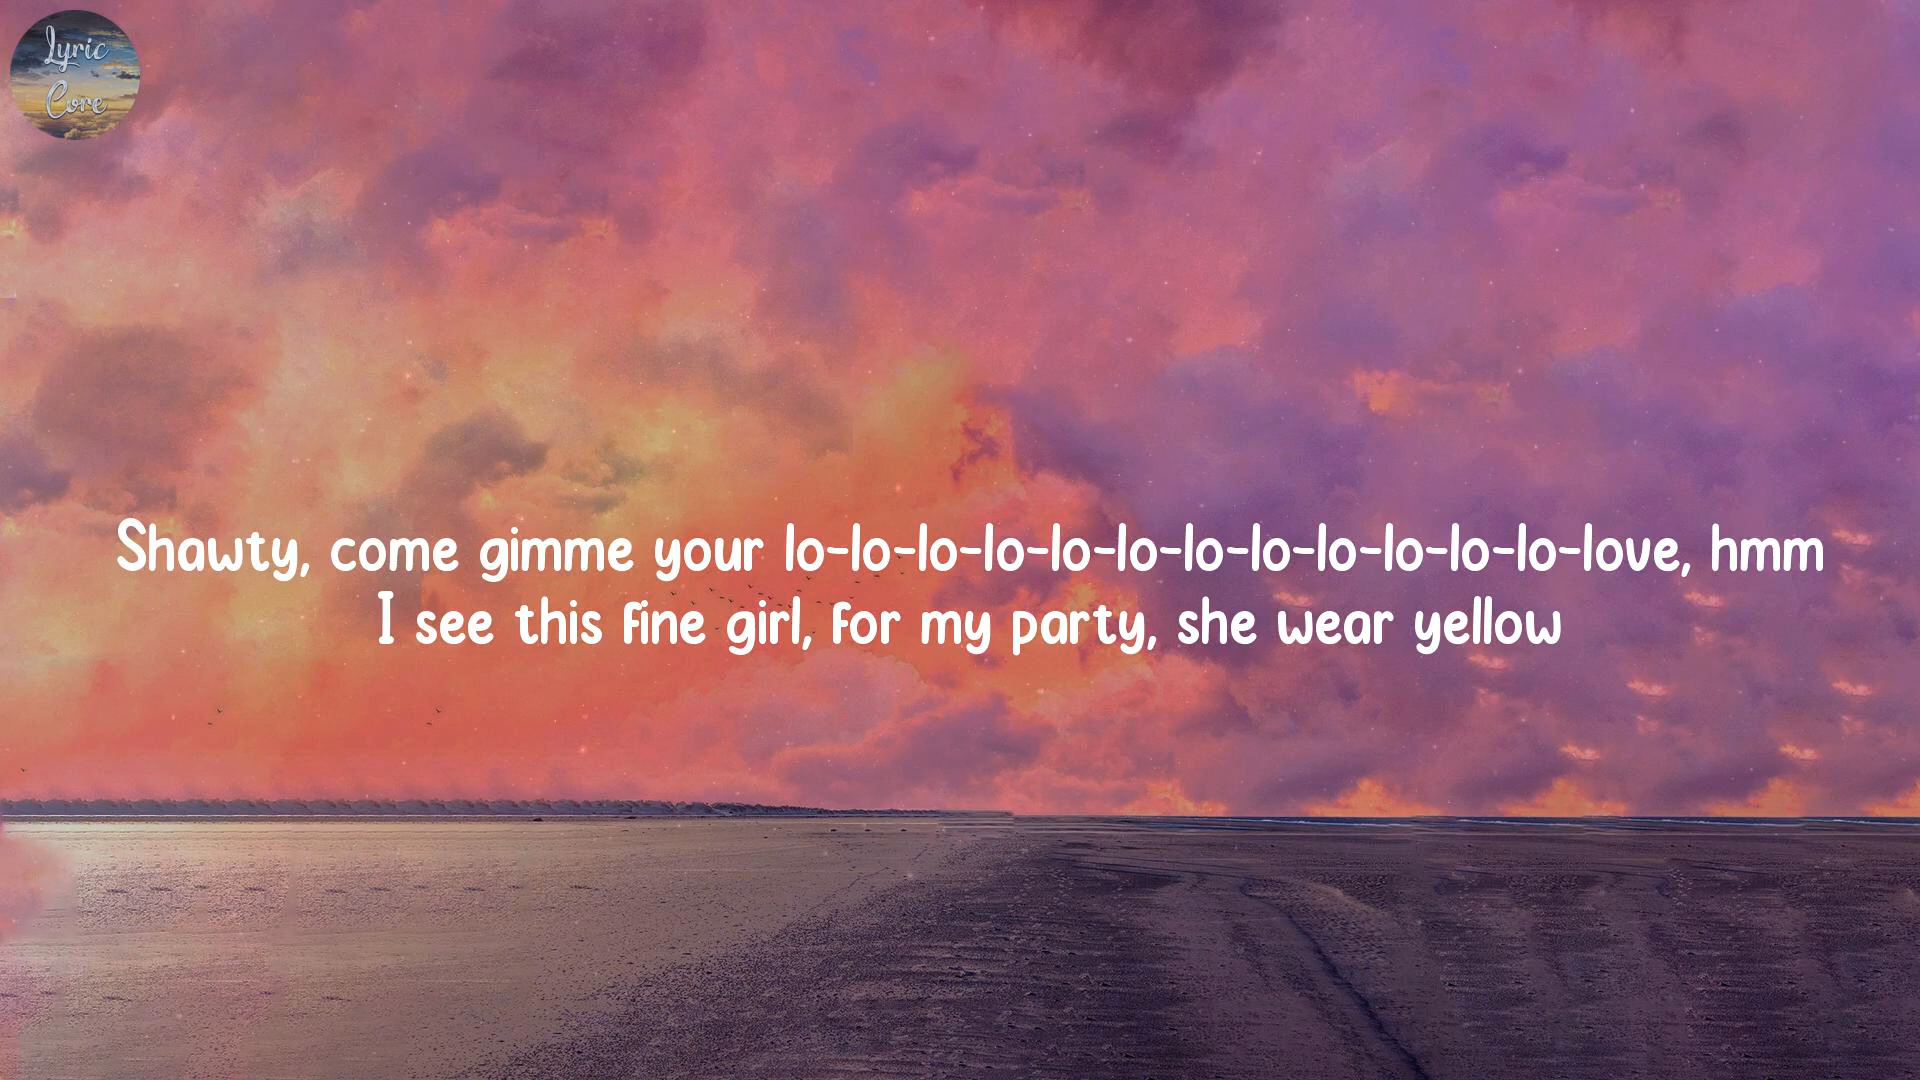 Lyric
Core
Shawty, come gimme your lo-lo-lo-lo-lo-lo-lo-lo-lo-lo-lo-lo-love, hmm
I see this fine girl, for my party, she wear yellow